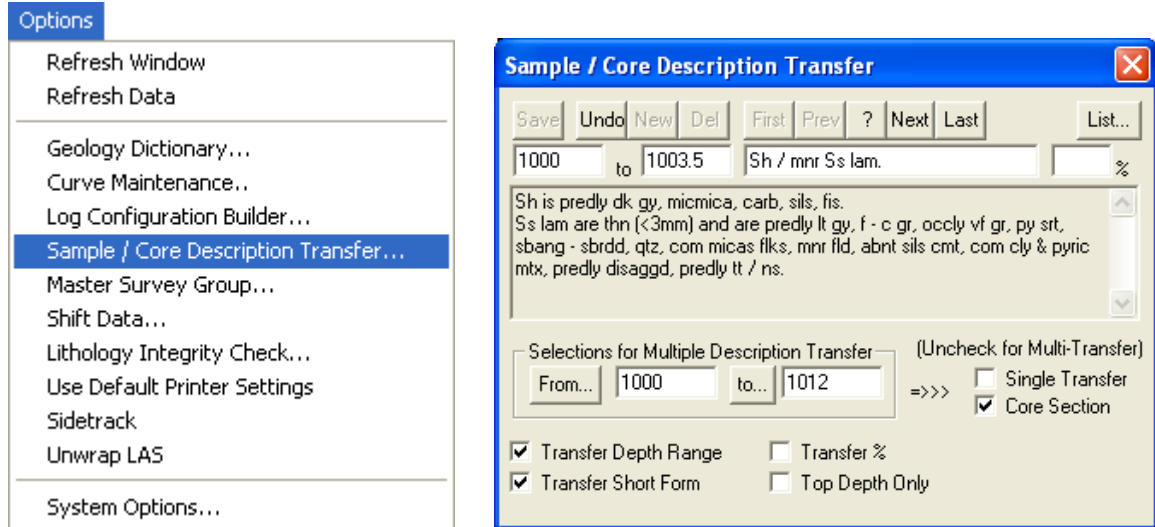 Options
Refresh Window
Refresh Data
Geology Dictionary...
Curve Maintenance..
Log Configuration Builder...
Sample / Core Description Transfer...
Master Survey Group...
Shift Data...
Lithology Integrity Check...
Use Default Printer Settings
Sidetrack
Unwrap LAS
System Options...
Sample / Core Description Transfer
Save Undo New Del First Prev ? Next Last List...
1000 to 1003.5 Sh / mnr Ss lam. %
Sh is predly dk gy, micmica, carb, sils, fis.
Ss lam are thn (<3mm) and are predly lt gy, f - c gr, occly vf gr, py srt,
sbang - sbrdd, qtz, com micas flks, mnr fld, abnt sils cmt, com cly & pyric
mtx, predly disaggd, predly tt / ns.
Selections for Multiple Description Transfer (Uncheck for Multi-Transfer)
From... 1000 to... 1012 =>>> Single Transfer
Core Section
Transfer Depth Range Transfer %
Transfer Short Form Top Depth Only